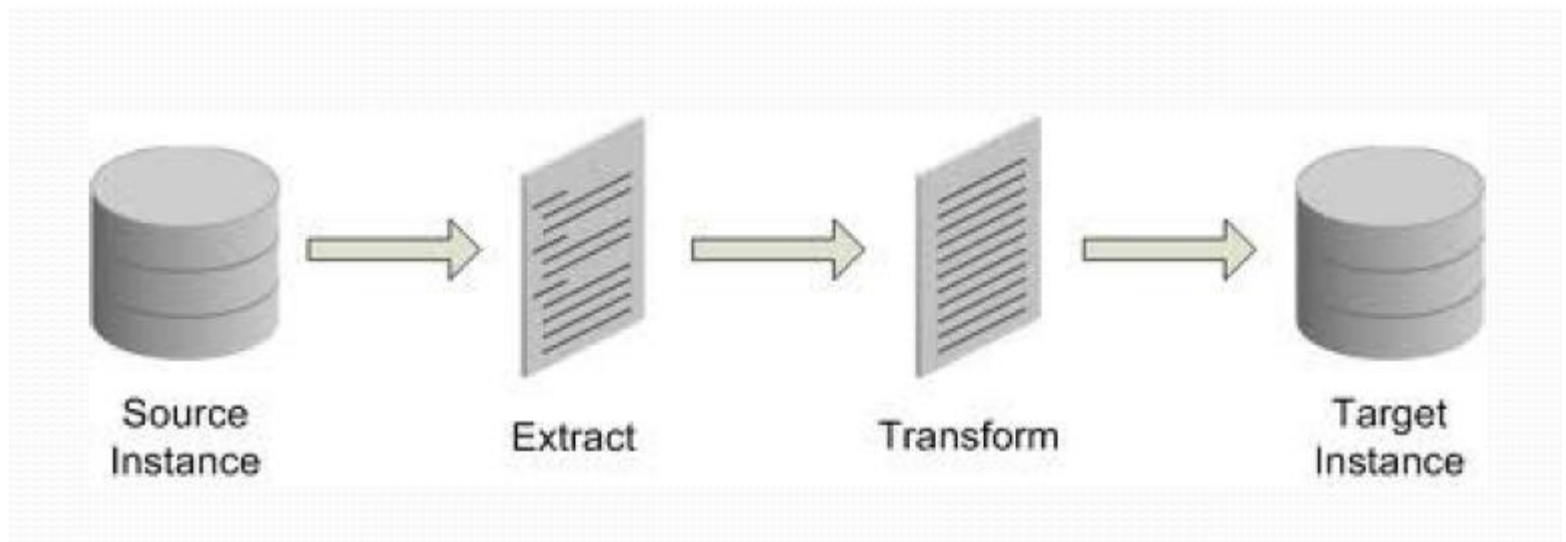 Source
Instance
Extract
Transform
Target
Instance